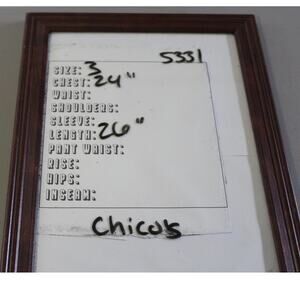 5331
SIZE: 3
CHEST: 24"
WAIST:
SHOULDERS:
SLEEVE:
LENGTH: 26"
PANT WAIST:
RISE:
HIPS:
INSEAM:
Chico's